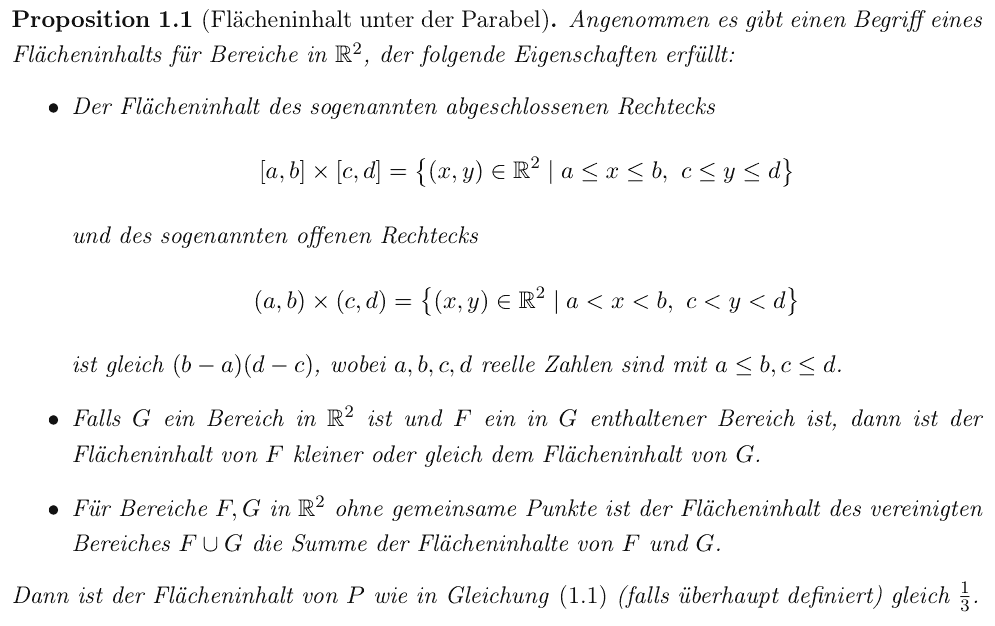 Proposition 1.1 (Flächeninhalt unter der Parabel). Angenommen es gibt einen Begriff eines
Flächeninhalts für Bereiche in ℝ², der folgende Eigenschaften erfüllt:
• Der Flächeninhalt des sogenannten abgeschlossenen Rechtecks
[a, b] × [c, d] = {(x, y) ∈ ℝ² | a ≤ x ≤ b, c ≤ y ≤ d}
und des sogenannten offenen Rechtecks
(a, b) × (c, d) = {(x, y) ∈ ℝ² | a < x < b, c < y < d}
ist gleich (b − a)(d − c), wobei a, b, c, d reelle Zahlen sind mit a ≤ b, c ≤ d.
• Falls G ein Bereich in ℝ² ist und F ein in G enthaltener Bereich ist, dann ist der
Flächeninhalt von F kleiner oder gleich dem Flächeninhalt von G.
• Für Bereiche F, G in ℝ² ohne gemeinsame Punkte ist der Flächeninhalt des vereinigten
Bereiches F ∪ G die Summe der Flächeninhalte von F und G.
Dann ist der Flächeninhalt von P wie in Gleichung (1.1) (falls überhaupt definiert) gleich 1/3.